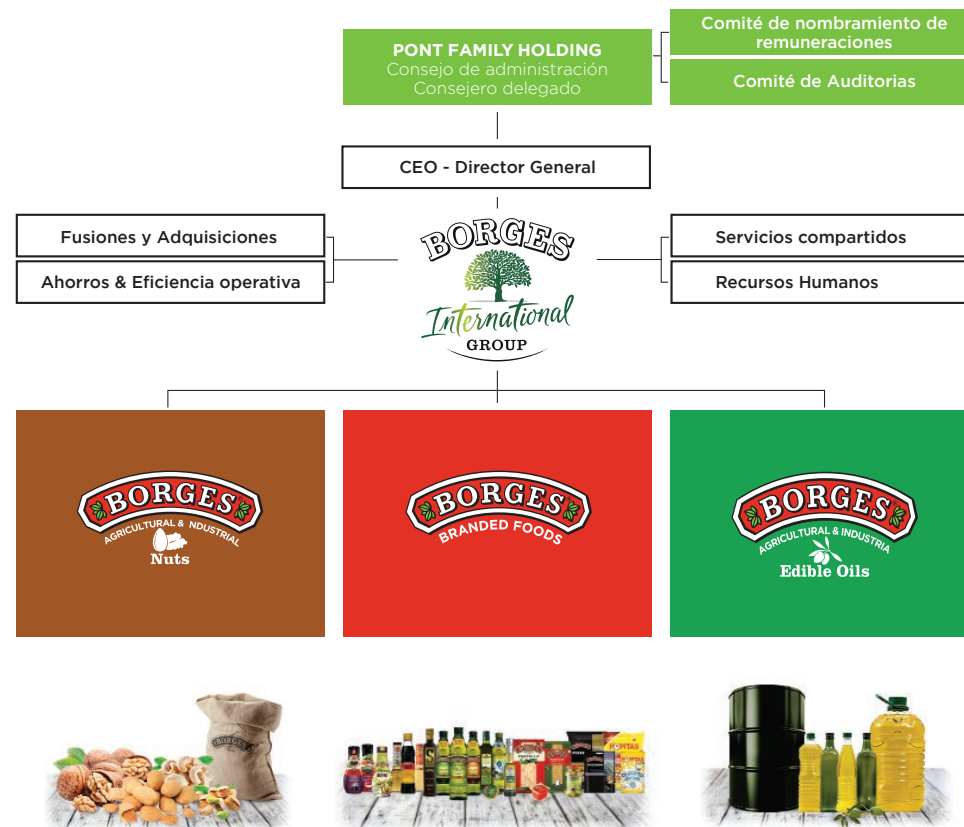 PONT FAMILY HOLDING
Consejo de administración
Consejero delegado
Comité de nombramiento de
remuneraciones
Comité de Auditorias
CEO - Director General
Fusiones y Adquisiciones
Ahorros & Eficiencia operativa
BORGES
International
GROUP
Servicios compartidos
Recursos Humanos
BORGES
AGRICULTURAL & NDUSTRIAL
Nuts
BORGES
BRANDED FOODS
BORGES
AGRICULTURAL & INDUSTRIA
Edible Oils
BORGES